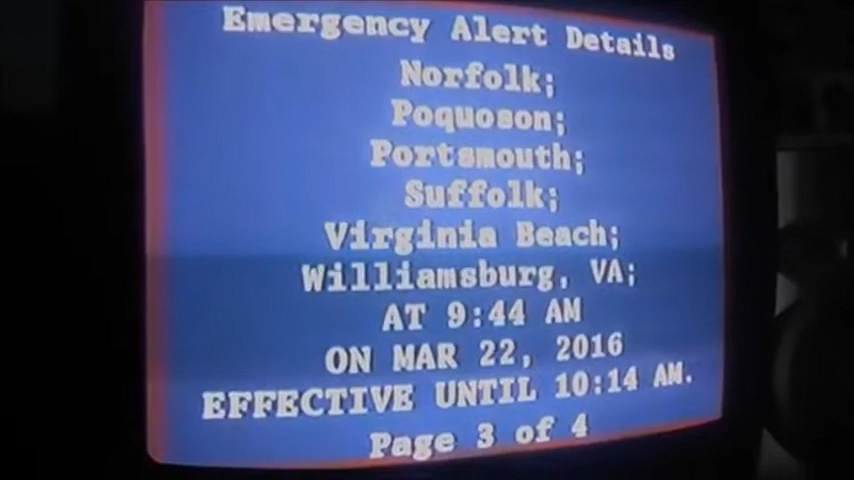 Emergency Alert Details
Norfolk;
Poquoson;
Portsmouth;
Suffolk;
Virginia Beach;
Williamsburg, VA;
AT 9:44 AM
ON MAR 22, 2016
EFFECTIVE UNTIL 10:14 AM.
Page 3 of 4